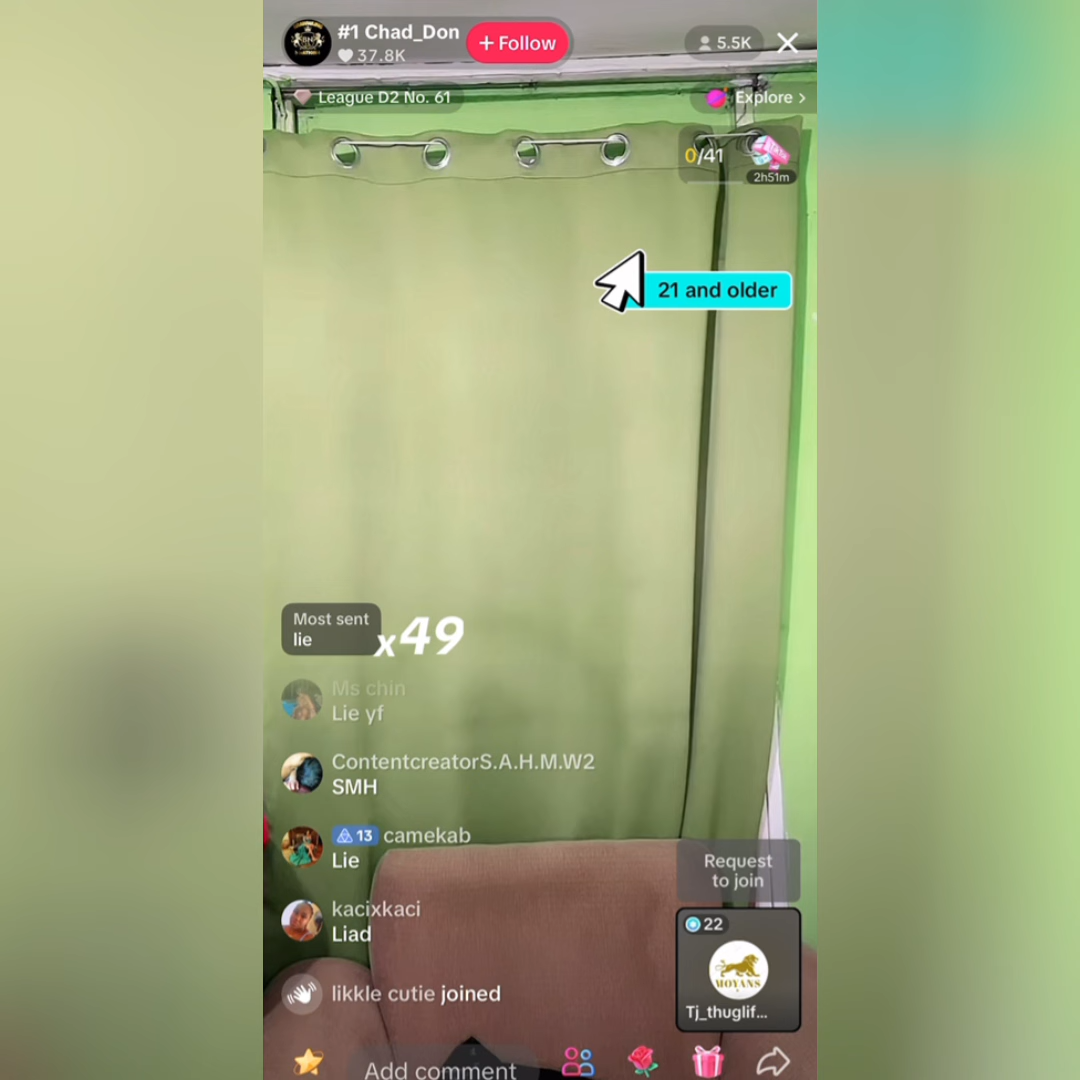 #1 Chad_Don
37.8K
+ Follow
5.5K
League D2 No. 61
Explore >
0/41
2h51m
21 and older
Most sent
lie
x49
Ms chin
Lie yf
ContentcreatorS.A.H.M.W2
SMH
13 camekab
Lie
kacixkaci
Liad
likkle cutie joined
Request
to join
22
MOYANS
Tj_thuglif...
Add comment